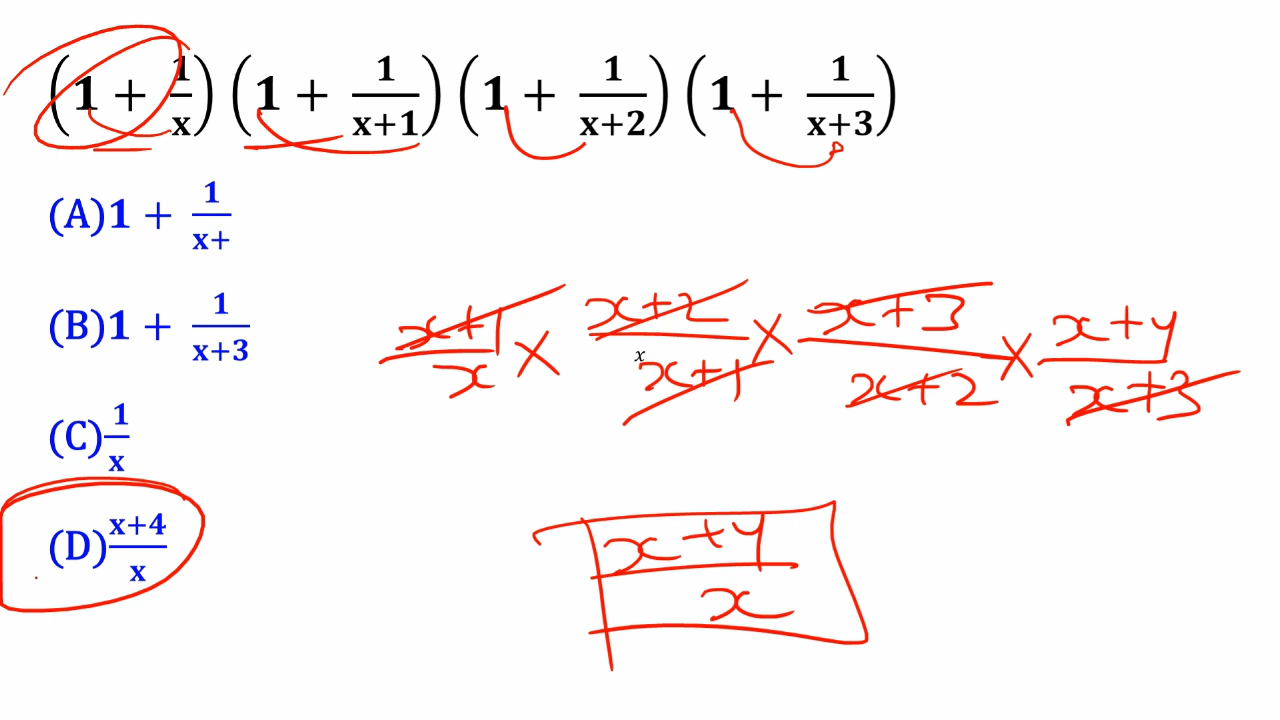 (1 + 1/x) (1 + 1/(x+1)) (1 + 1/(x+2)) (1 + 1/(x+3))
(A) 1 + 1/(x+)
(B) 1 + 1/(x+3)
(C) 1/x
(D) (x+4)/x
(x+1)/x × (x+2)/(x+1) × (x+3)/(x+2) × (x+4)/(x+3)
x
(x+4)/x